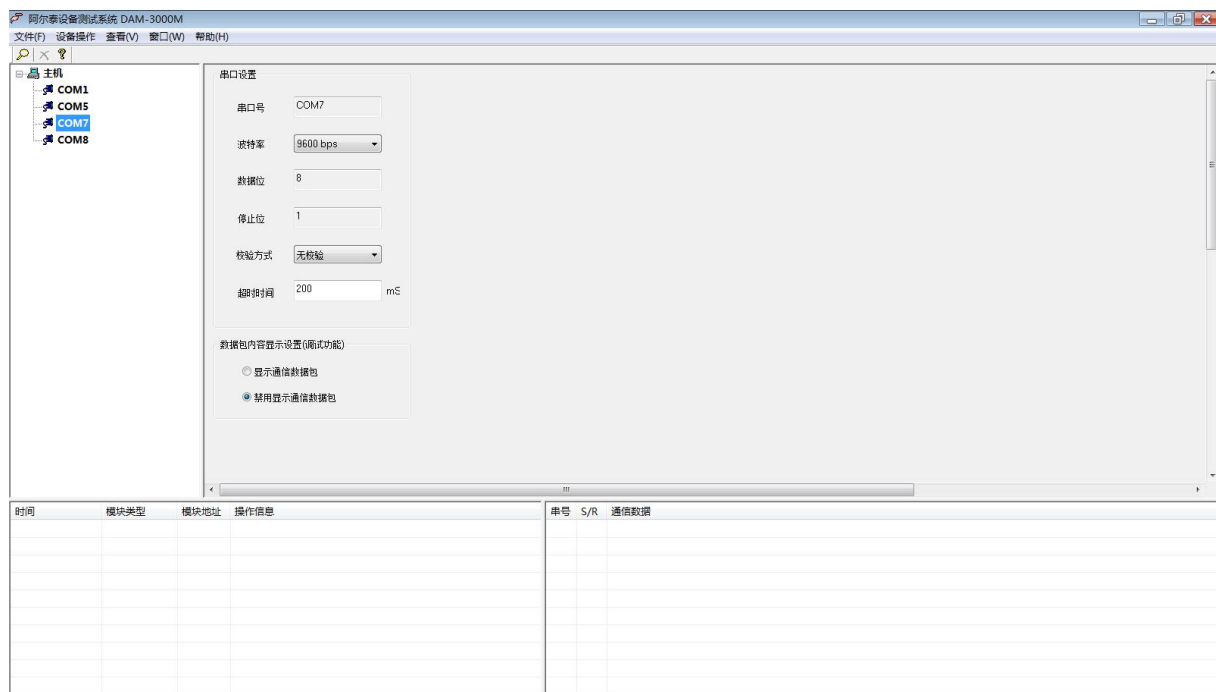 阿尔泰设备测试系统 DAM-3000M
文件(F) 设备操作 查看(V) 窗口(W) 帮助(H)
主机
COM1
COM5
COM7
COM8
串口设置
串口号 COM7
波特率 9600 bps
数据位 8
停止位 1
校验方式 无校验
超时时间 200 mS
数据包内容显示设置(调试功能)
显示通信数据包
禁用显示通信数据包
时间 模块类型 模块地址 操作信息
串号 S/R 通信数据